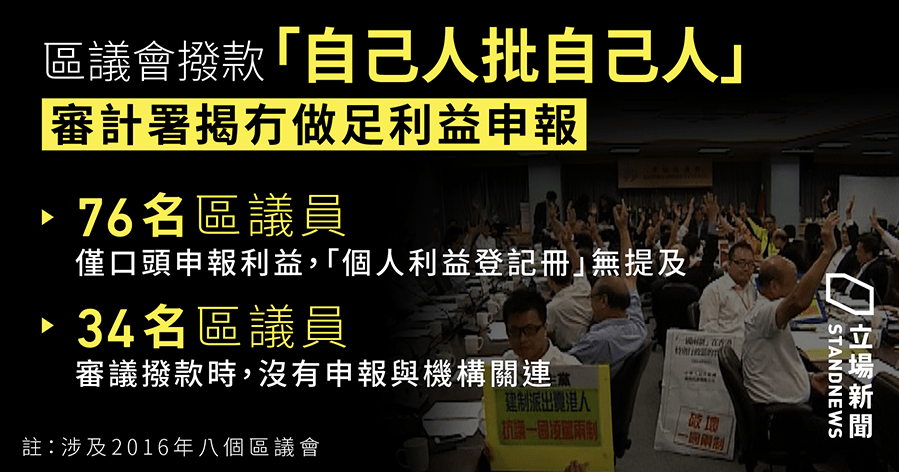 區議會撥款「自己人批自己人」
審計署揭冇做足利益申報
76名區議員
僅口頭申報利益,「個人利益登記冊」無提及
34名區議員
審議撥款時,沒有申報與機構關連
建制派出賣港人
抗議一國凌駕兩制
破壞
一國兩制
立場新聞
STANDNEWS
註:涉及2016年八個區議會